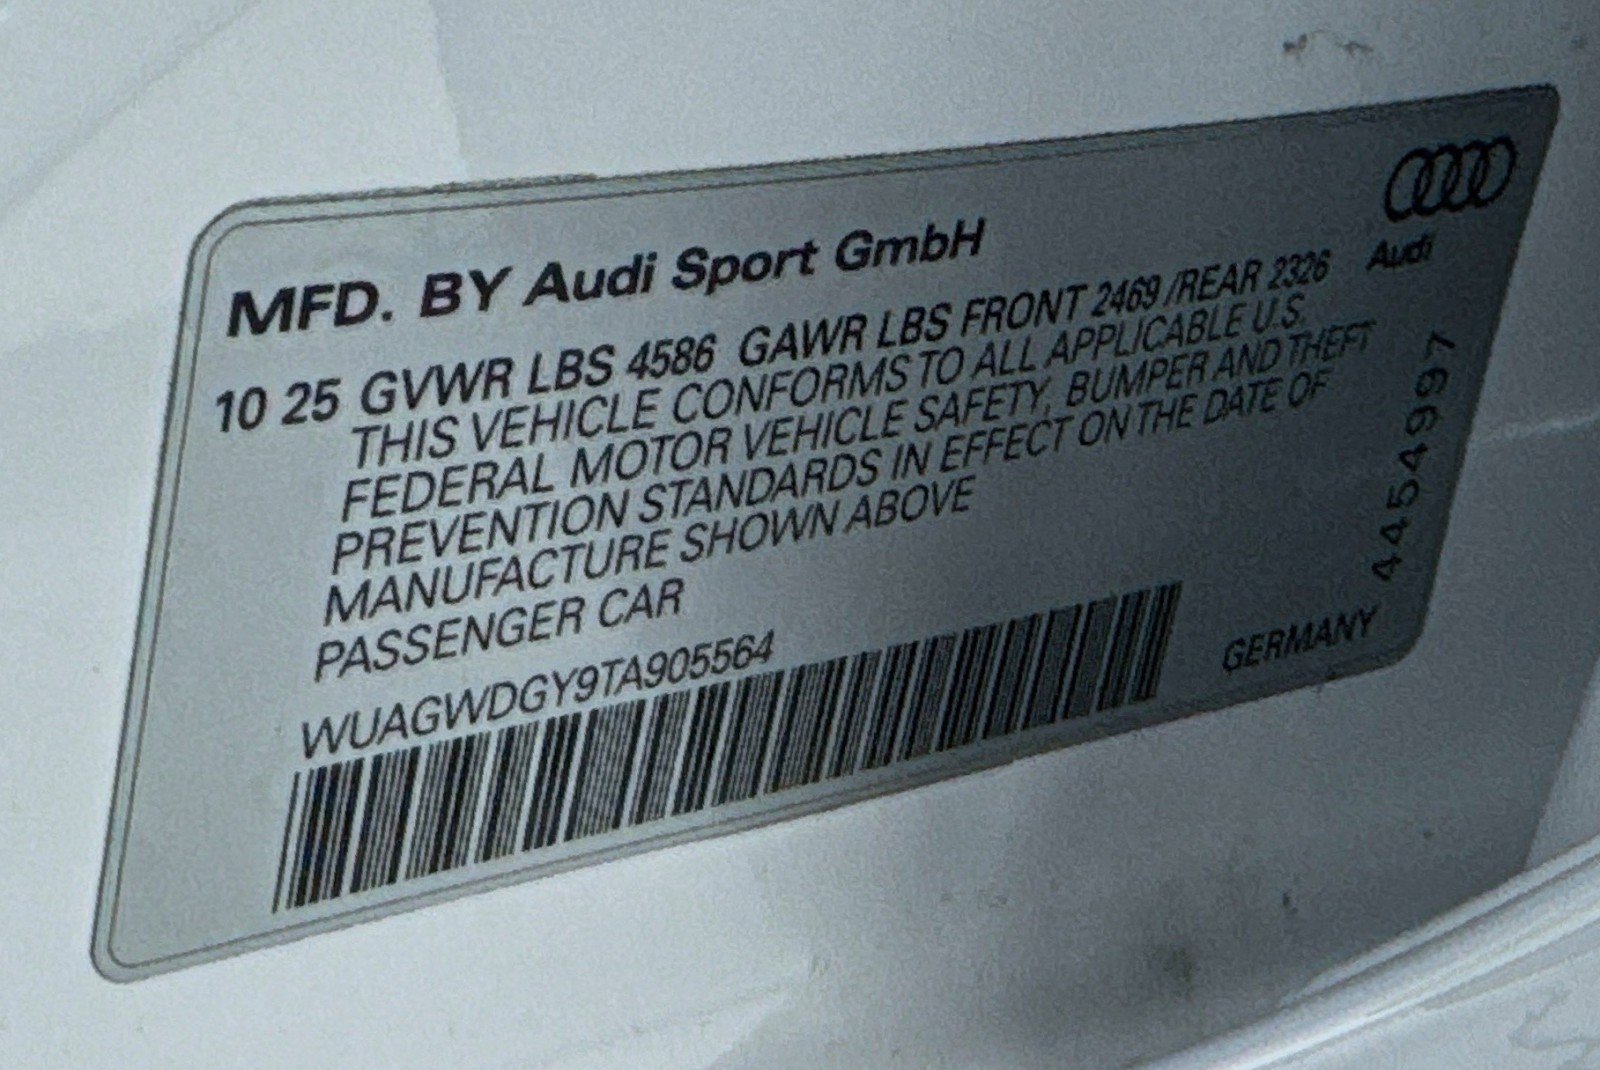 MFD. BY Audi Sport GmbH
Audi
10 25 GVWR LBS 4586 GAWR LBS FRONT 2469 /REAR 2326
THIS VEHICLE CONFORMS TO ALL APPLICABLE U.S.
FEDERAL MOTOR VEHICLE SAFETY, BUMPER AND THEFT
PREVENTION STANDARDS IN EFFECT ON THE DATE OF
MANUFACTURE SHOWN ABOVE
PASSENGER CAR
WUAGWDGY9TA905564
GERMANY
4454997